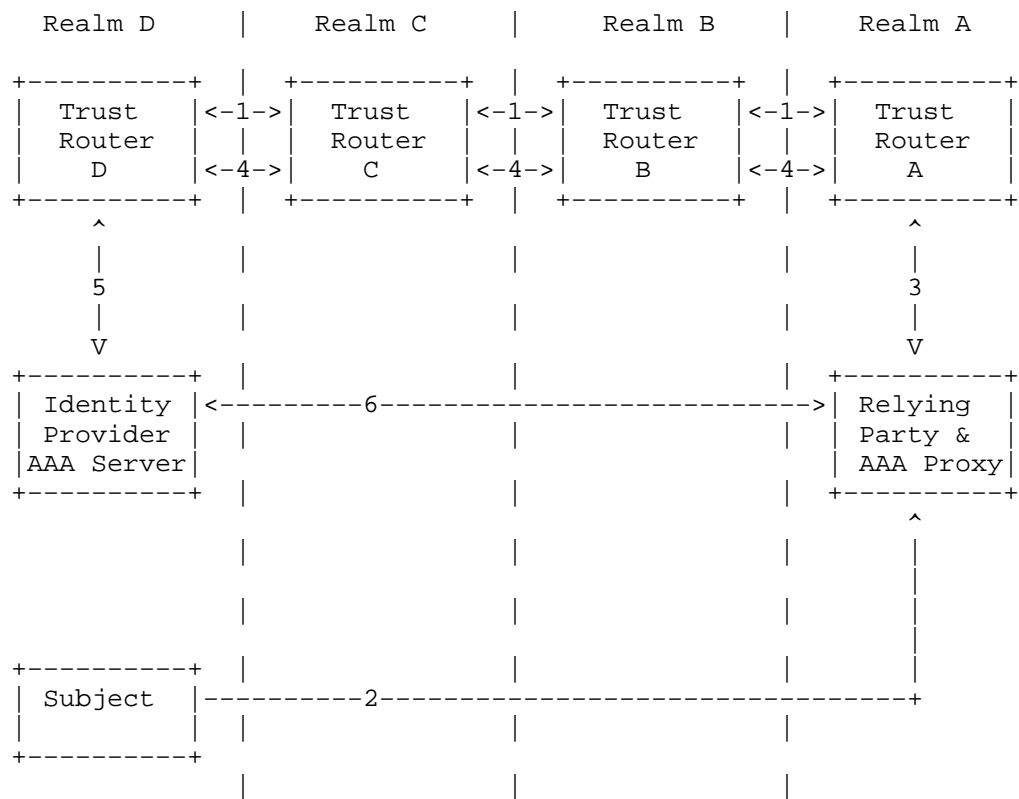 Realm D | Realm C | Realm B | Realm A
+----------+ | +----------+ | +----------+ | +----------+
| Trust |<-1->| Trust |<-1->| Trust |<-1->| Trust |
| Router | | Router | | Router | | Router |
| D |<-4->| C |<-4->| B |<-4->| A |
+----------+ | +----------+ | +----------+ | +----------+
^ ^
| | | | |
5 3
| | | | |
V V
+----------+ | | | +----------+
| Identity |<---------6---------------------------->| Relying |
| Provider | | | | | Party & |
|AAA Server| | AAA Proxy|
+----------+ | | | +----------+
^
| | | |
|
| | | |
|
+----------+ | | | |
| Subject |----------2-----------------------------+
| | | | |
+----------+
| | |